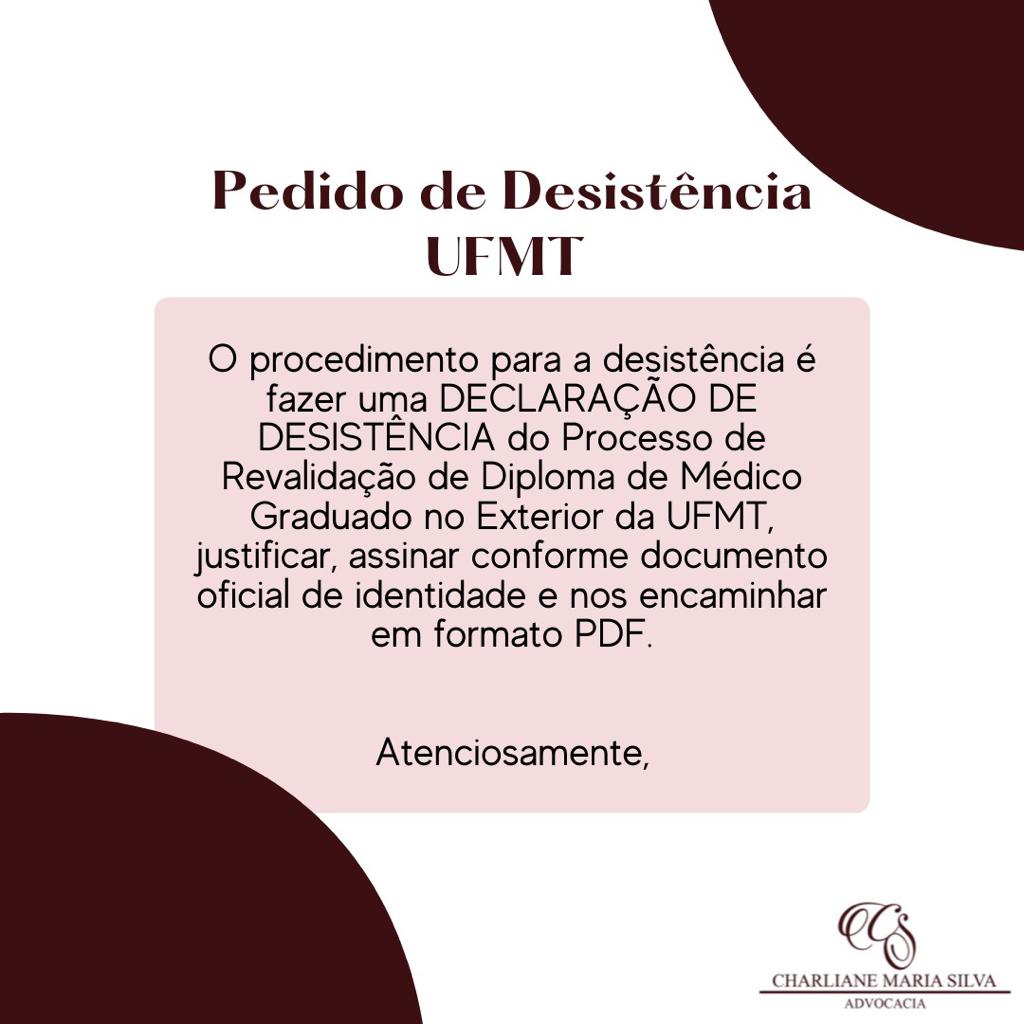 Pedido de Desistência
UFMT
O procedimento para a desistência é
fazer uma DECLARAÇÃO DE
DESISTÊNCIA do Processo de
Revalidação de Diploma de Médico
Graduado no Exterior da UFMT,
justificar, assinar conforme documento
oficial de identidade e nos encaminhar
em formato PDF.
Atenciosamente,
CS
CHARLIANE MARIA SILVA
ADVOCACIA